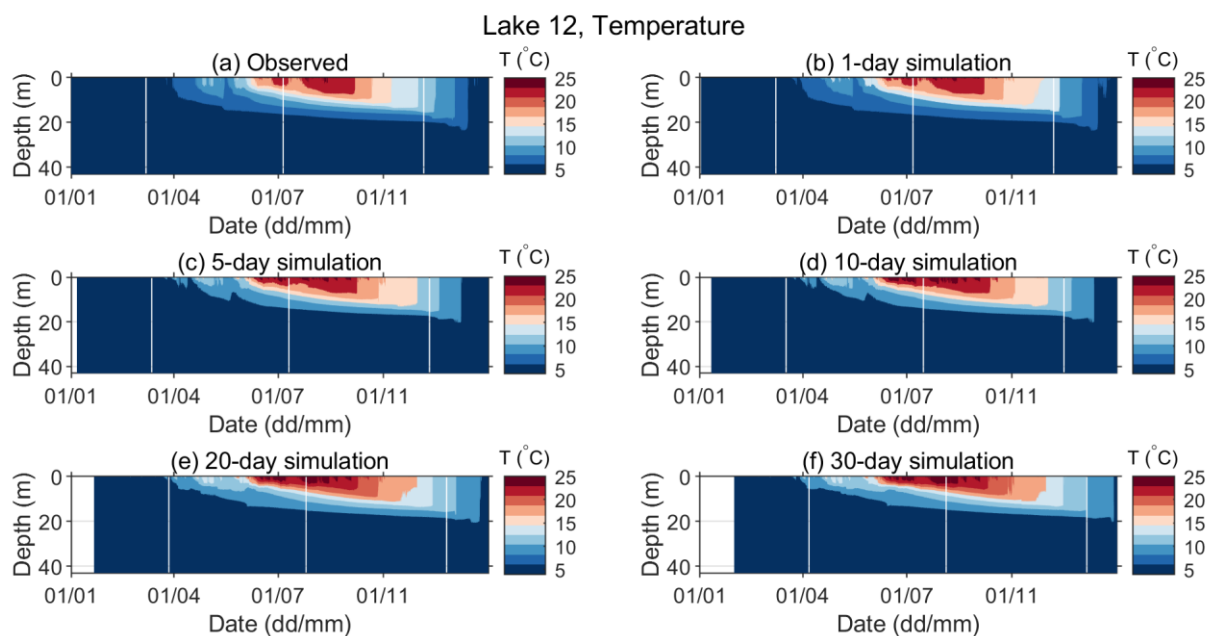 Lake 12, Temperature
(a) Observed
T (°C)
0
20
40
Depth (m)
01/01
01/04
01/07
01/11
Date (dd/mm)
25
20
15
10
5
(b) 1-day simulation
T (°C)
0
20
40
Depth (m)
01/01
01/04
01/07
01/11
Date (dd/mm)
25
20
15
10
5
(c) 5-day simulation
T (°C)
0
20
40
Depth (m)
01/01
01/04
01/07
01/11
Date (dd/mm)
25
20
15
10
5
(d) 10-day simulation
T (°C)
0
20
40
Depth (m)
01/01
01/04
01/07
01/11
Date (dd/mm)
25
20
15
10
5
(e) 20-day simulation
T (°C)
0
20
40
Depth (m)
01/01
01/04
01/07
01/11
Date (dd/mm)
25
20
15
10
5
(f) 30-day simulation
T (°C)
0
20
40
Depth (m)
01/01
01/04
01/07
01/11
Date (dd/mm)
25
20
15
10
5